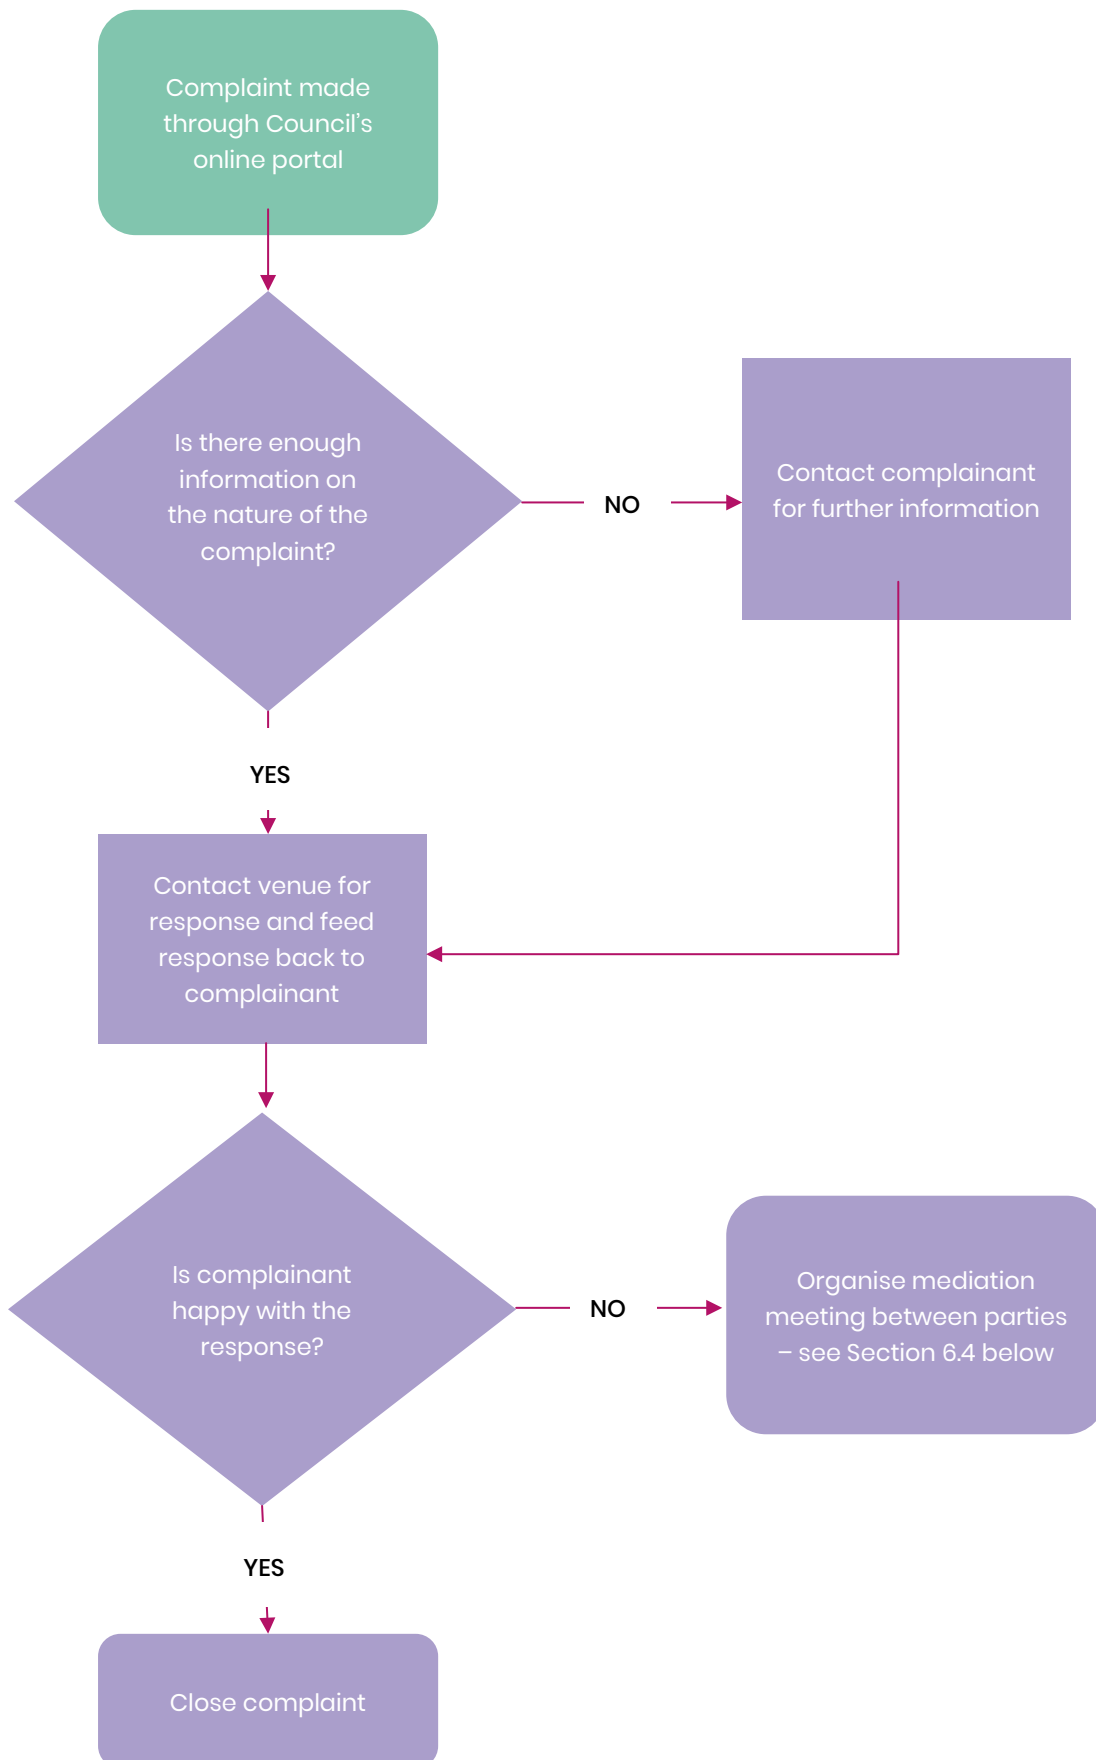 Complaint made
through Council's
online portal
Is there enough
information on
the nature of the
complaint?
NO
Contact complainant
for further information
YES
Contact venue for
response and feed
response back to
complainant
Is complainant
happy with the
response?
NO
Organise mediation
meeting between parties
– see Section 6.4 below
YES
Close complaint